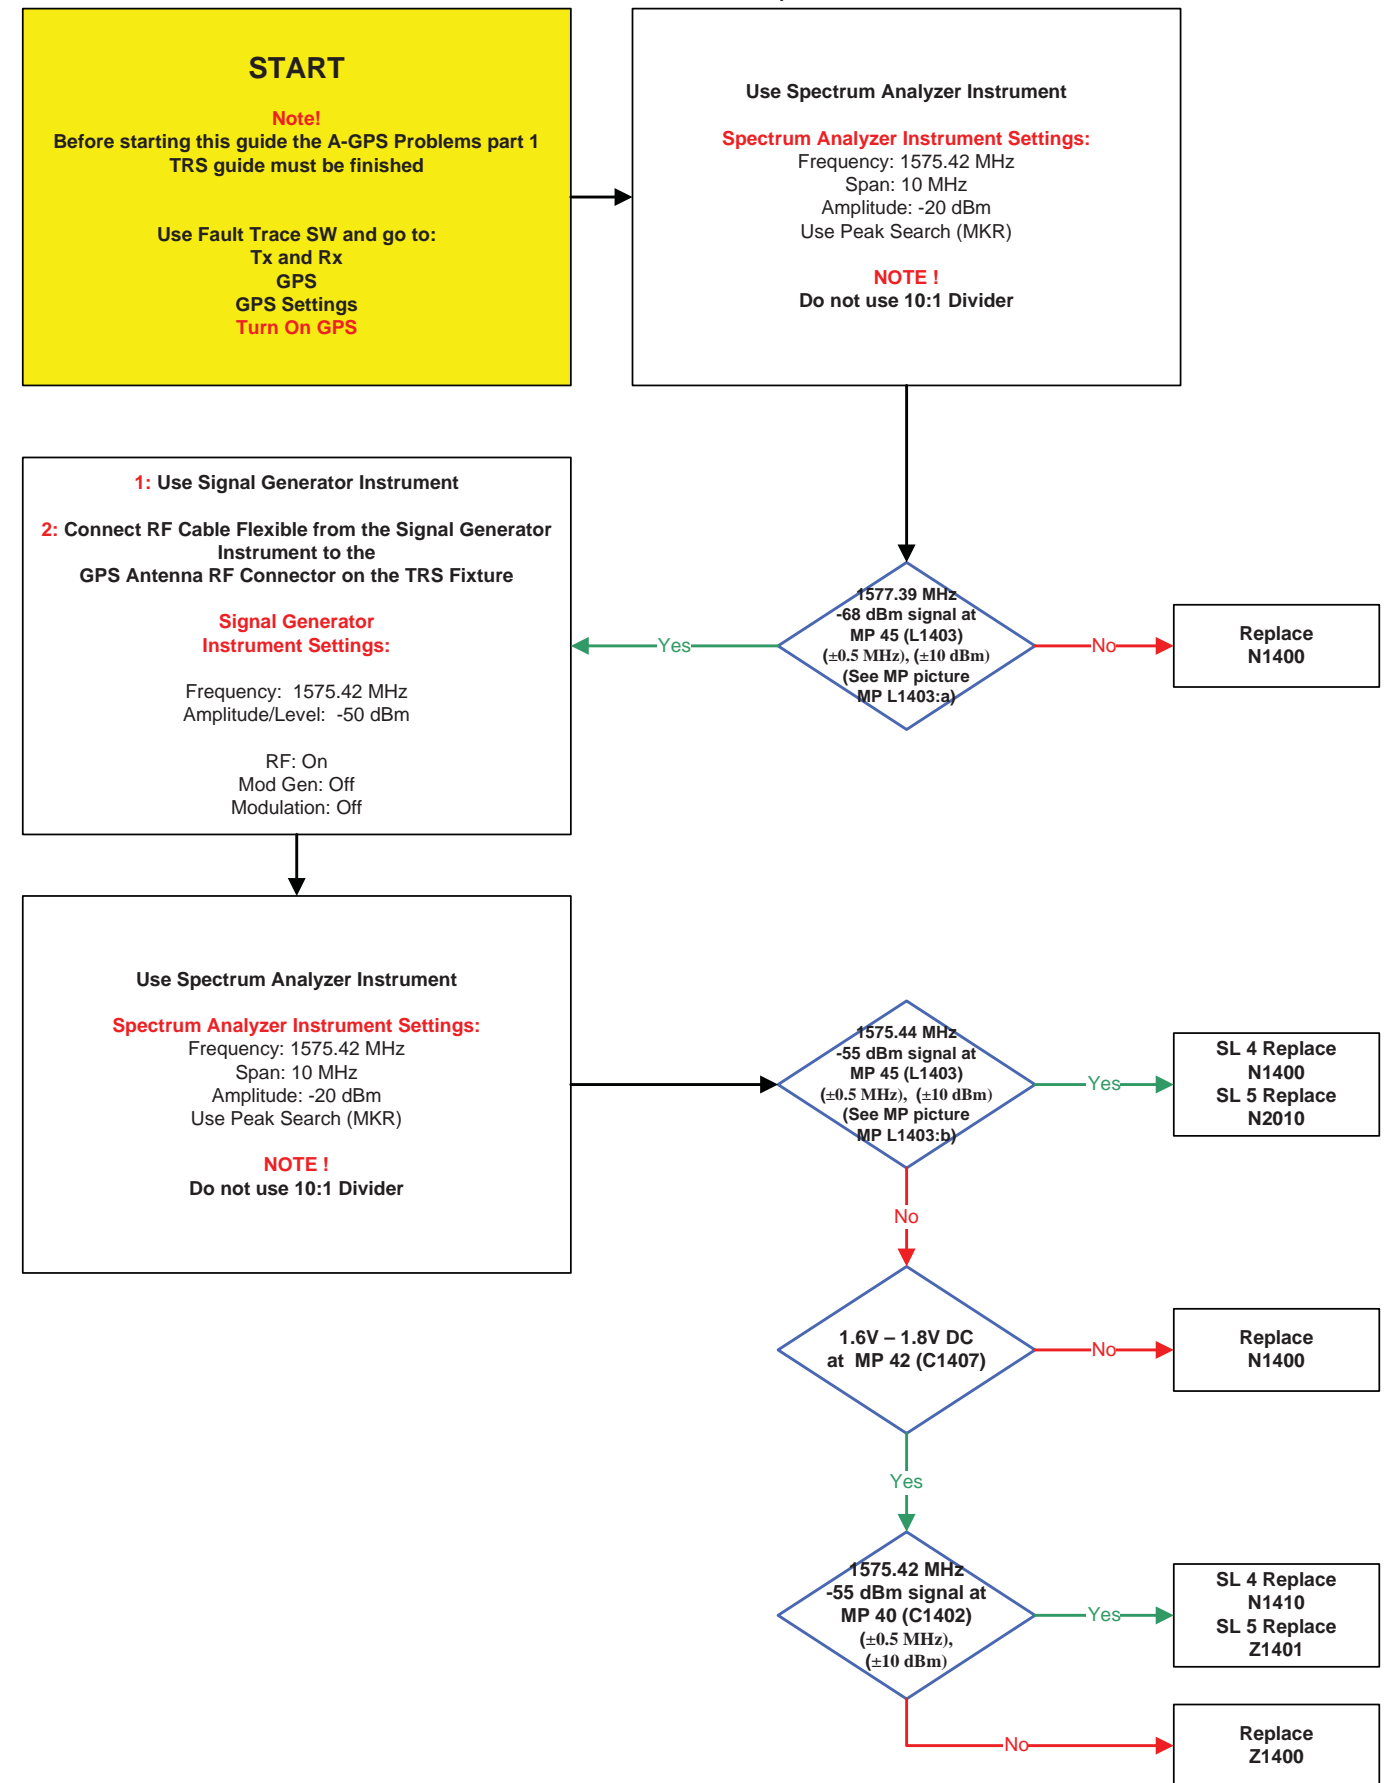 START
Note!
Before starting this guide the A-GPS Problems part 1
TRS guide must be finished
Use Fault Trace SW and go to:
Tx and Rx
GPS
GPS Settings
Turn On GPS
Use Spectrum Analyzer Instrument
Spectrum Analyzer Instrument Settings:
Frequency: 1575.42 MHz
Span: 10 MHz
Amplitude: -20 dBm
Use Peak Search (MKR)
NOTE !
Do not use 10:1 Divider
1577.39 MHz
-68 dBm signal at
MP 45 (L1403)
(±0.5 MHz), (±10 dBm)
(See MP picture
MP L1403:a)
Yes
No
Replace
N1400
1: Use Signal Generator Instrument
2: Connect RF Cable Flexible from the Signal Generator
Instrument to the
GPS Antenna RF Connector on the TRS Fixture
Signal Generator
Instrument Settings:
Frequency: 1575.42 MHz
Amplitude/Level: -50 dBm
RF: On
Mod Gen: Off
Modulation: Off
Use Spectrum Analyzer Instrument
Spectrum Analyzer Instrument Settings:
Frequency: 1575.42 MHz
Span: 10 MHz
Amplitude: -20 dBm
Use Peak Search (MKR)
NOTE !
Do not use 10:1 Divider
1575.44 MHz
-55 dBm signal at
MP 45 (L1403)
(±0.5 MHz), (±10 dBm)
(See MP picture
MP L1403:b)
Yes
SL 4 Replace
N1400
SL 5 Replace
N2010
No
1.6V – 1.8V DC
at MP 42 (C1407)
No
Replace
N1400
Yes
1575.42 MHz
-55 dBm signal at
MP 40 (C1402)
(±0.5 MHz),
(±10 dBm)
Yes
SL 4 Replace
N1410
SL 5 Replace
Z1401
No
Replace
Z1400